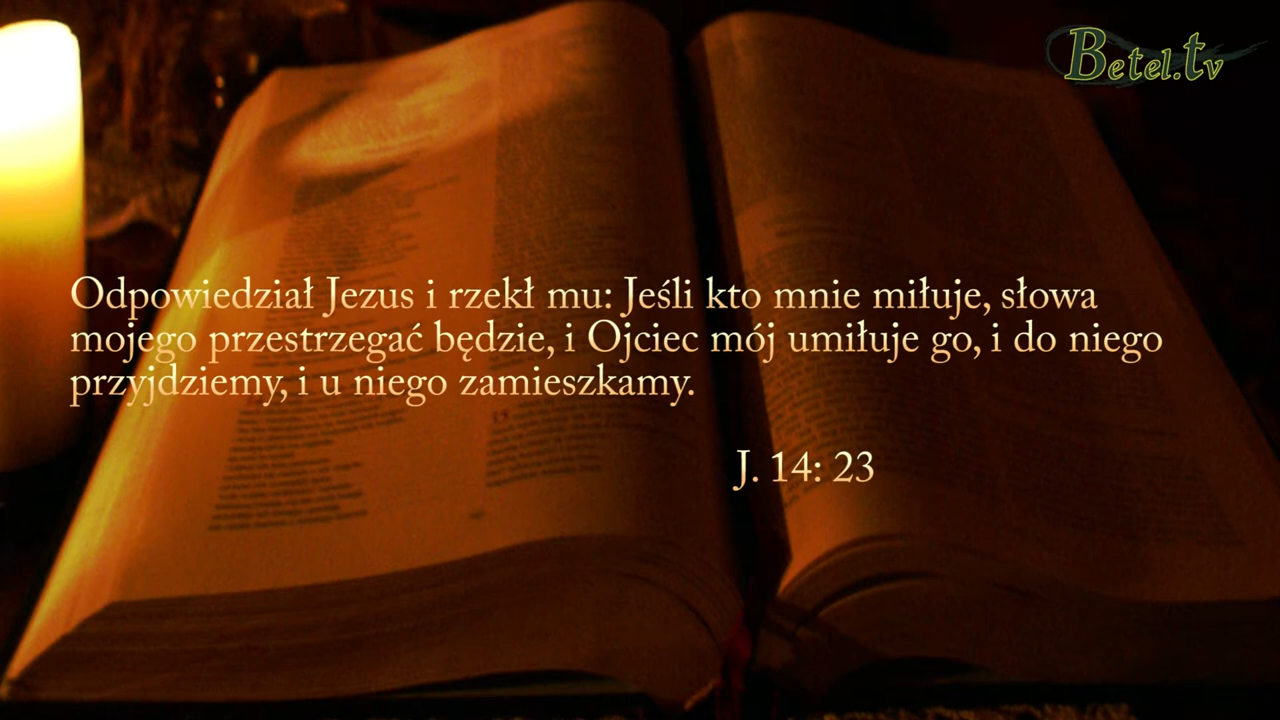 Betel.tv
Odpowiedział Jezus i rzekł mu: Jeśli kto mnie miłuje, słowa
mojego przestrzegać będzie, i Ojciec mój umiłuje go, i do niego
przyjdziemy, i u niego zamieszkamy.
J. 14: 23